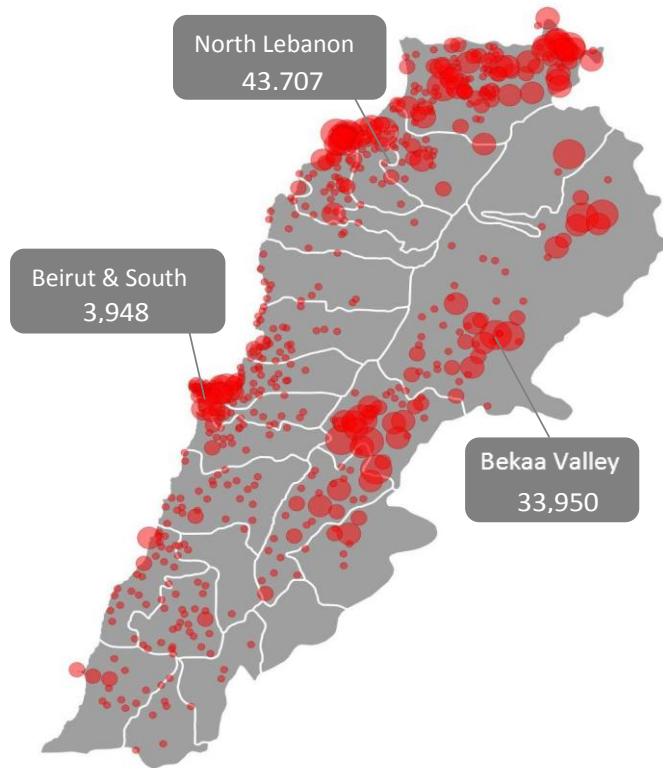 North Lebanon
43.707
Beirut & South
3,948
Bekaa Valley
33,950